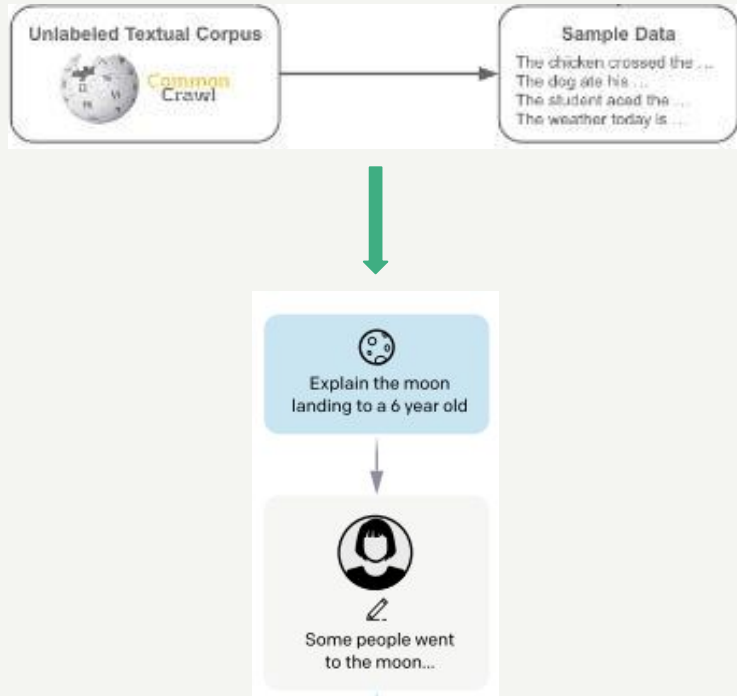 Unlabeled Textual Corpus
Common
Crawl
Sample Data
The chicken crossed the ...
The dog ate his ...
The student aced the ...
The weather today is ...
Explain the moon
landing to a 6 year old
Some people went
to the moon...